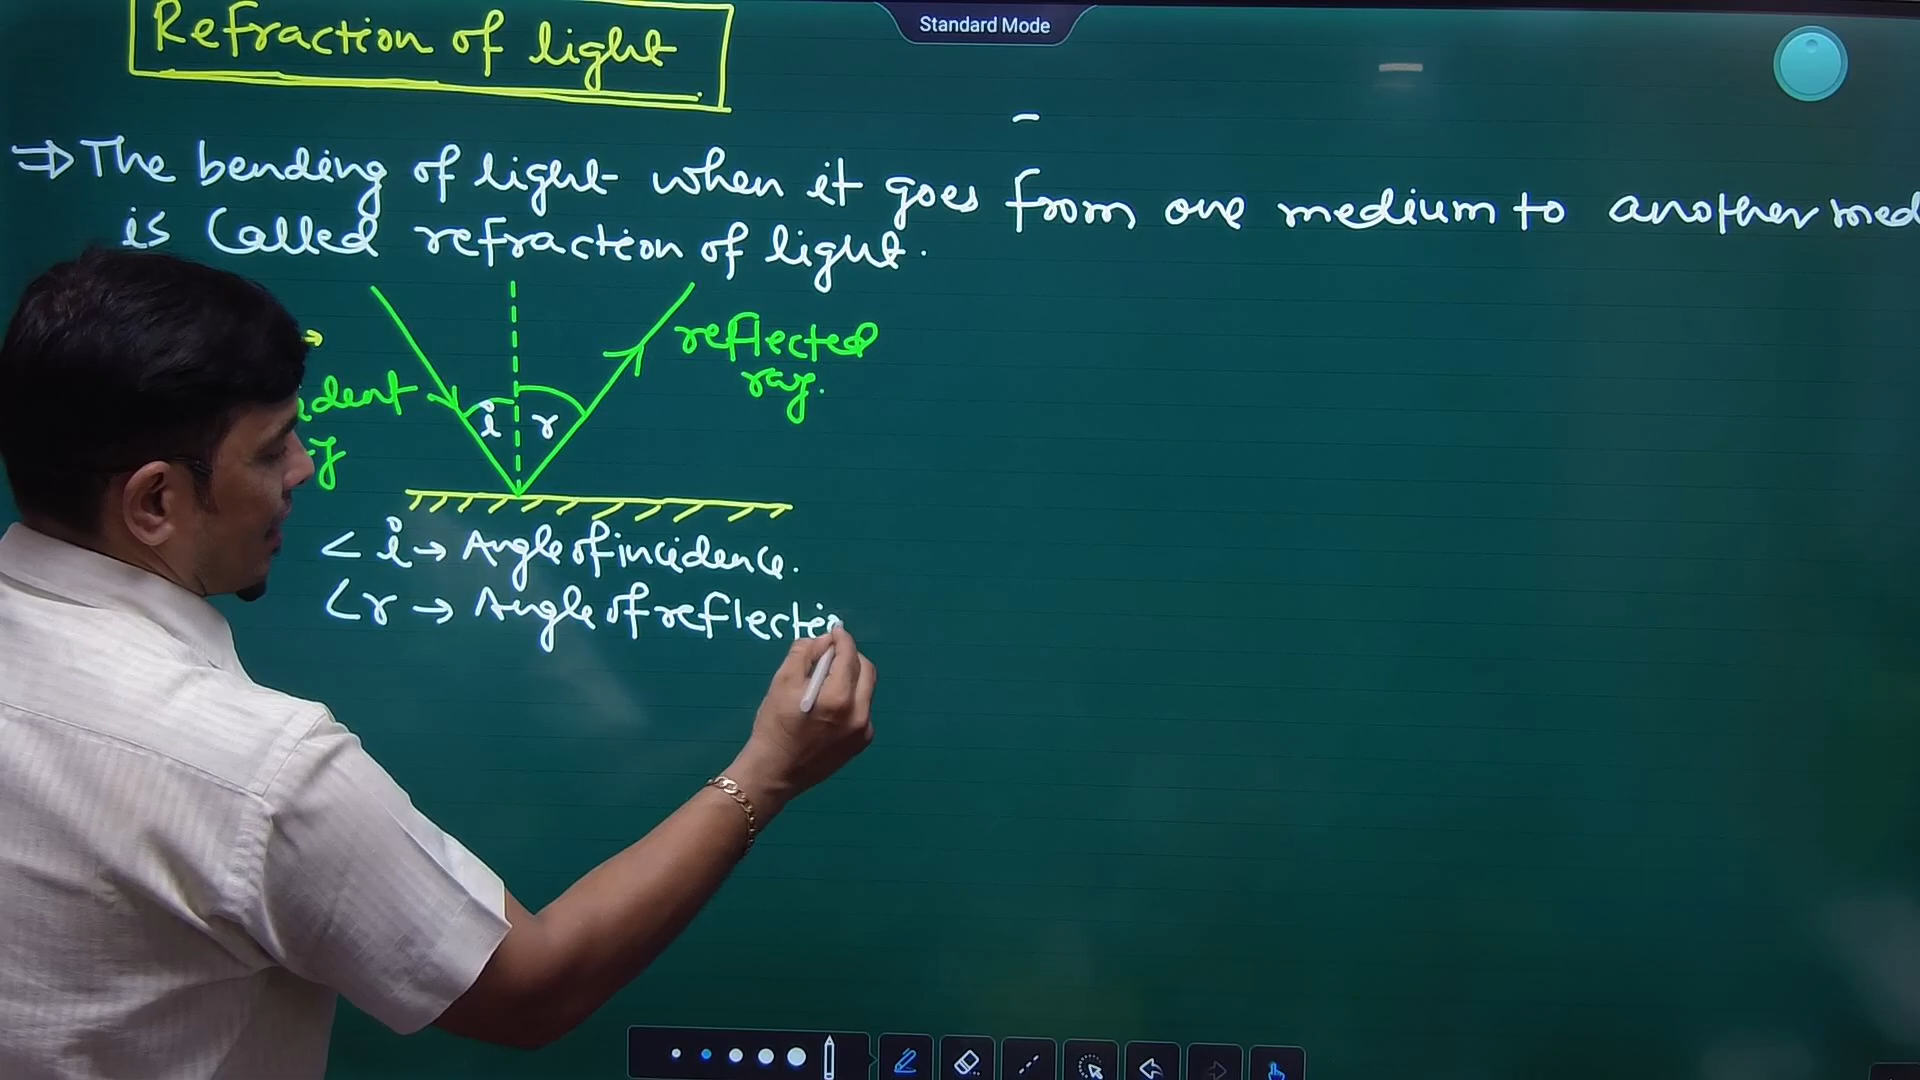 Refraction of light
Standard Mode
⇒ The bending of light when it goes from one medium to another med
is Called refraction of light.
reflected
ray.
dent
i r
< i → Angle of incidence.
<r → Angle of reflectio